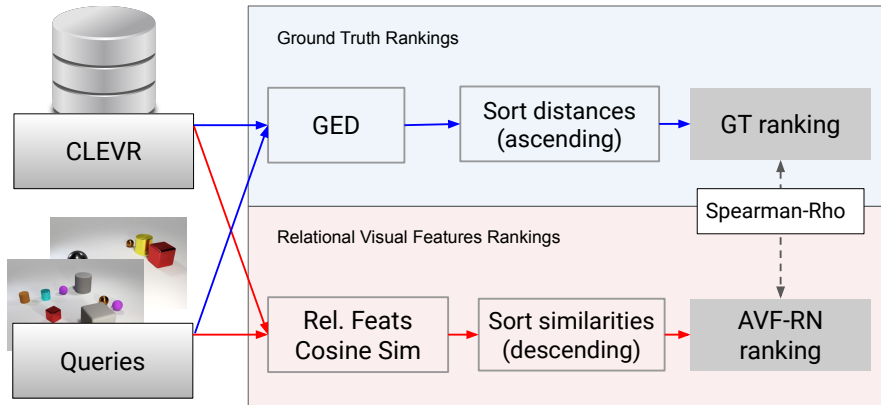 Ground Truth Rankings
CLEVR
GED
Sort distances
(ascending)
GT ranking
Spearman-Rho
Relational Visual Features Rankings
Queries
Rel. Feats
Cosine Sim
Sort similarities
(descending)
AVF-RN
ranking